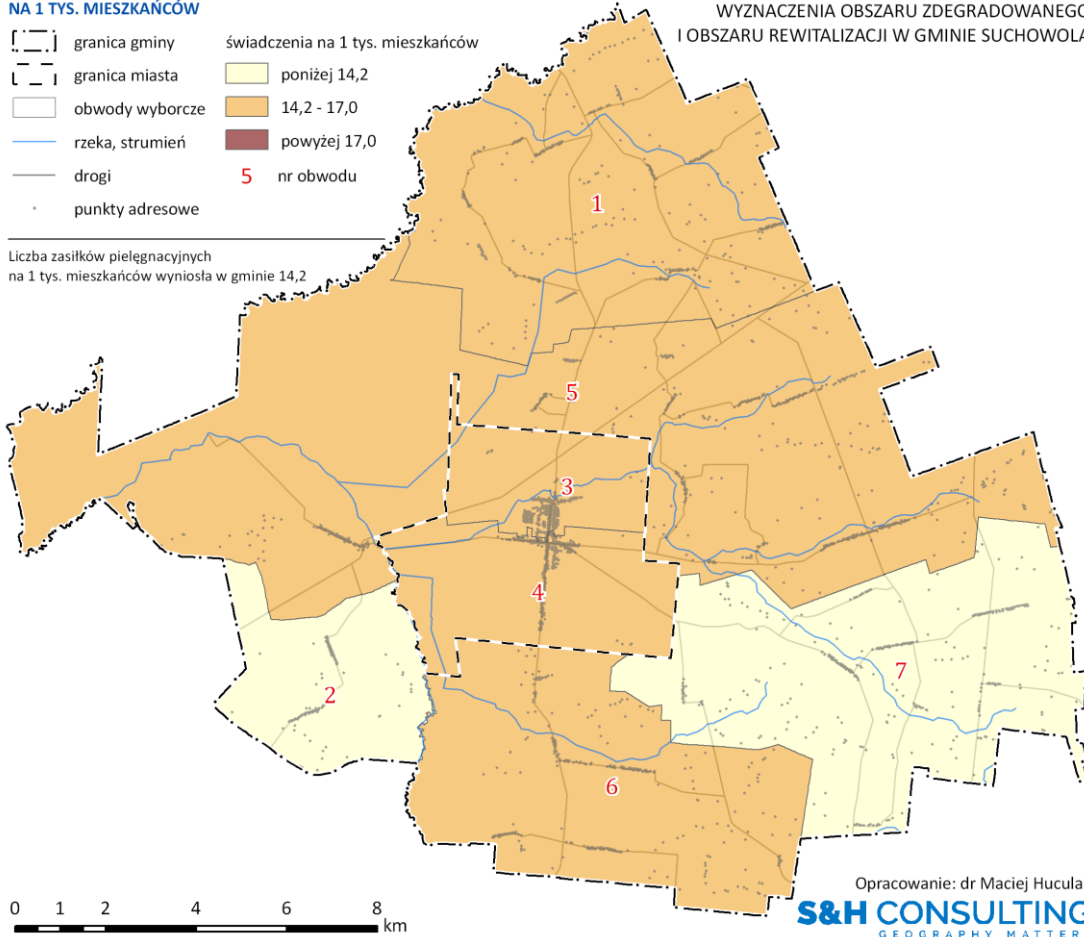 NA 1 TYS. MIESZKAŃCÓW
WYZNACZENIA OBSZARU ZDEGRADOWANEGO
I OBSZARU REWITALIZACJI W GMINIE SUCHOWOLA
granica gminy
granica miasta
obwody wyborcze
rzeka, strumień
drogi
punkty adresowe
świadczenia na 1 tys. mieszkańców
poniżej 14,2
14,2 - 17,0
powyżej 17,0
5 nr obwodu
Liczba zasiłków pielęgnacyjnych
na 1 tys. mieszkańców wyniosła w gminie 14,2
1
5
3
4
2
7
6
0 1 2 4 6 8 km
Opracowanie: dr Maciej Hucula
S&H CONSULTING
GEOGRAPHY MATTER